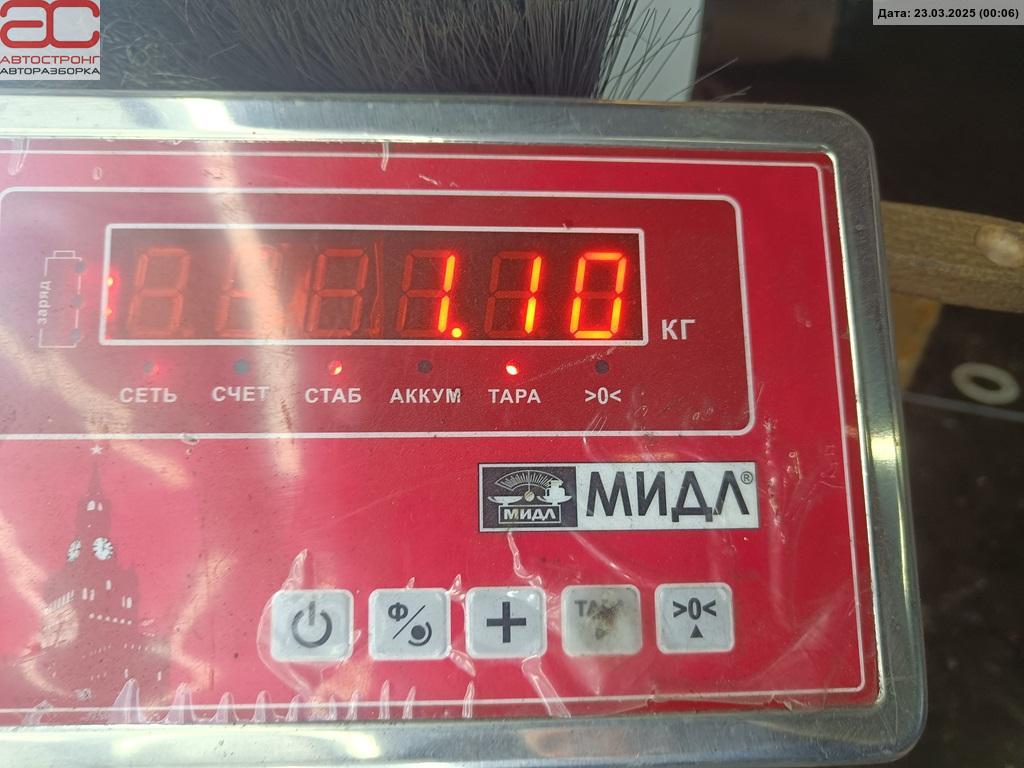 АС
АВТОСТРОНГ
АВТОРАЗБОРКА
Дата: 23.03.2025 (00:06)
0
заряд
1.10
КГ
СЕТЬ СЧЕТ СТАБ АККУМ ТАРА >0<
МИДЛ МИДЛ®
Ф +  >0<